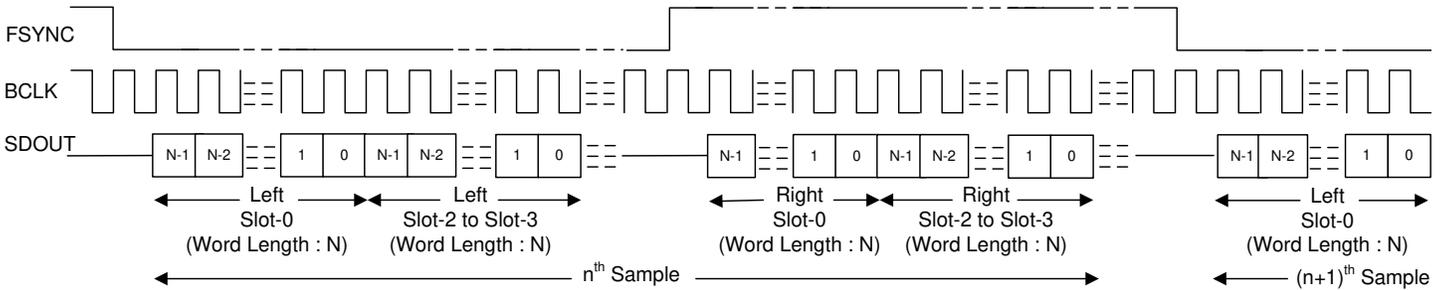 FSYNC
BCLK
SDOUT
N-1 N-2 1 0 N-1 N-2 1 0 N-1 1 0 N-1 N-2 1 0 N-1 N-2 1 0
Left
Slot-0
(Word Length : N)
Left
Slot-2 to Slot-3
(Word Length : N)
Right
Slot-0
(Word Length : N)
Right
Slot-2 to Slot-3
(Word Length : N)
Left
Slot-0
(Word Length : N)
nth Sample
(n+1)th Sample